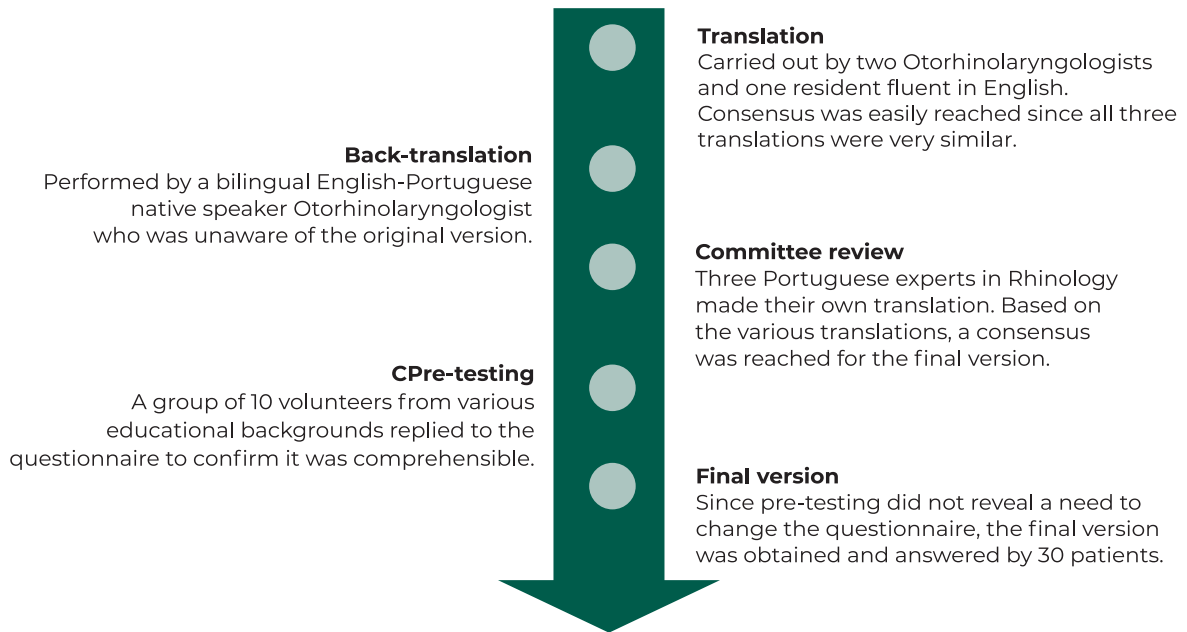 Translation
Carried out by two Otorhinolaryngologists
and one resident fluent in English.
Consensus was easily reached since all three
translations were very similar.
Back-translation
Performed by a bilingual English-Portuguese
native speaker Otorhinolaryngologist
who was unaware of the original version.
Committee review
Three Portuguese experts in Rhinology
made their own translation. Based on
the various translations, a consensus
was reached for the final version.
CPre-testing
A group of 10 volunteers from various
educational backgrounds replied to the
questionnaire to confirm it was comprehensible.
Final version
Since pre-testing did not reveal a need to
change the questionnaire, the final version
was obtained and answered by 30 patients.